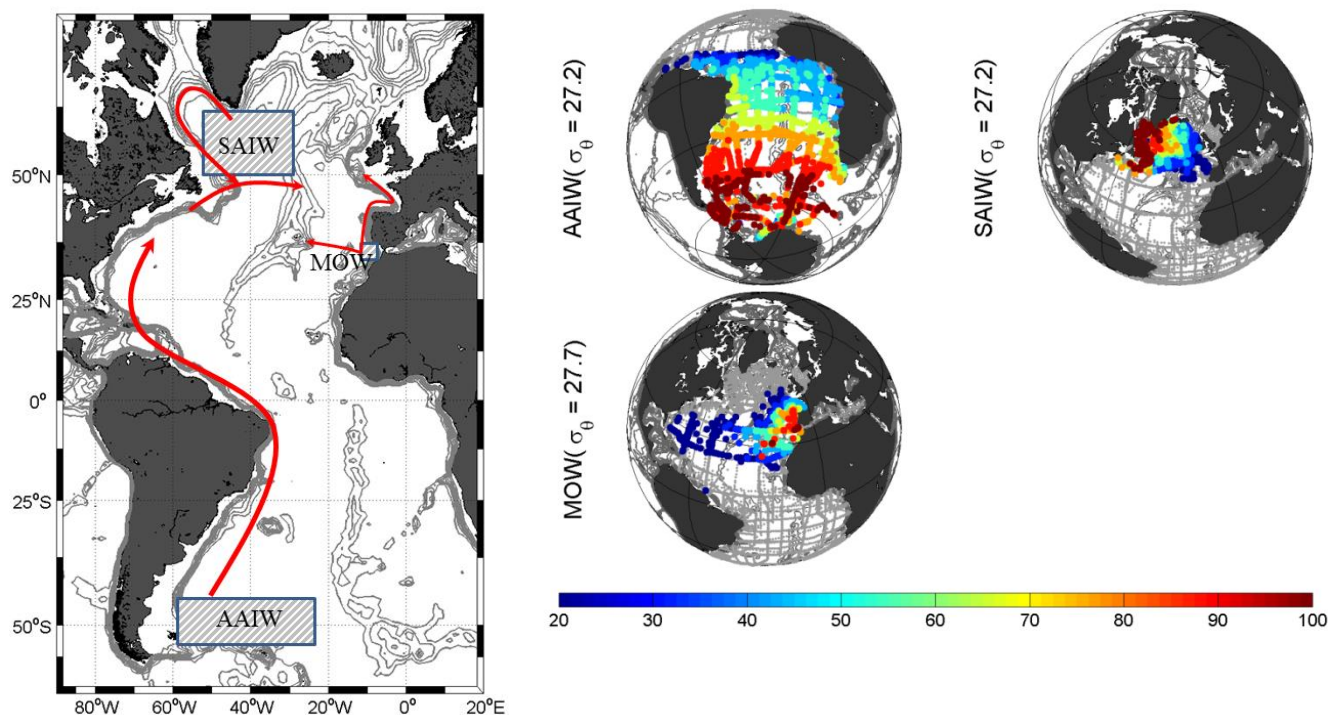 SAIW
MOW
AAIW
50°N
25°N
0°
25°S
50°S
80°W 60°W 40°W 20°W 0° 20°E
AAIW( σθ = 27.2)
SAIW( σθ = 27.2)
MOW( σθ = 27.7)
20 30 40 50 60 70 80 90 100